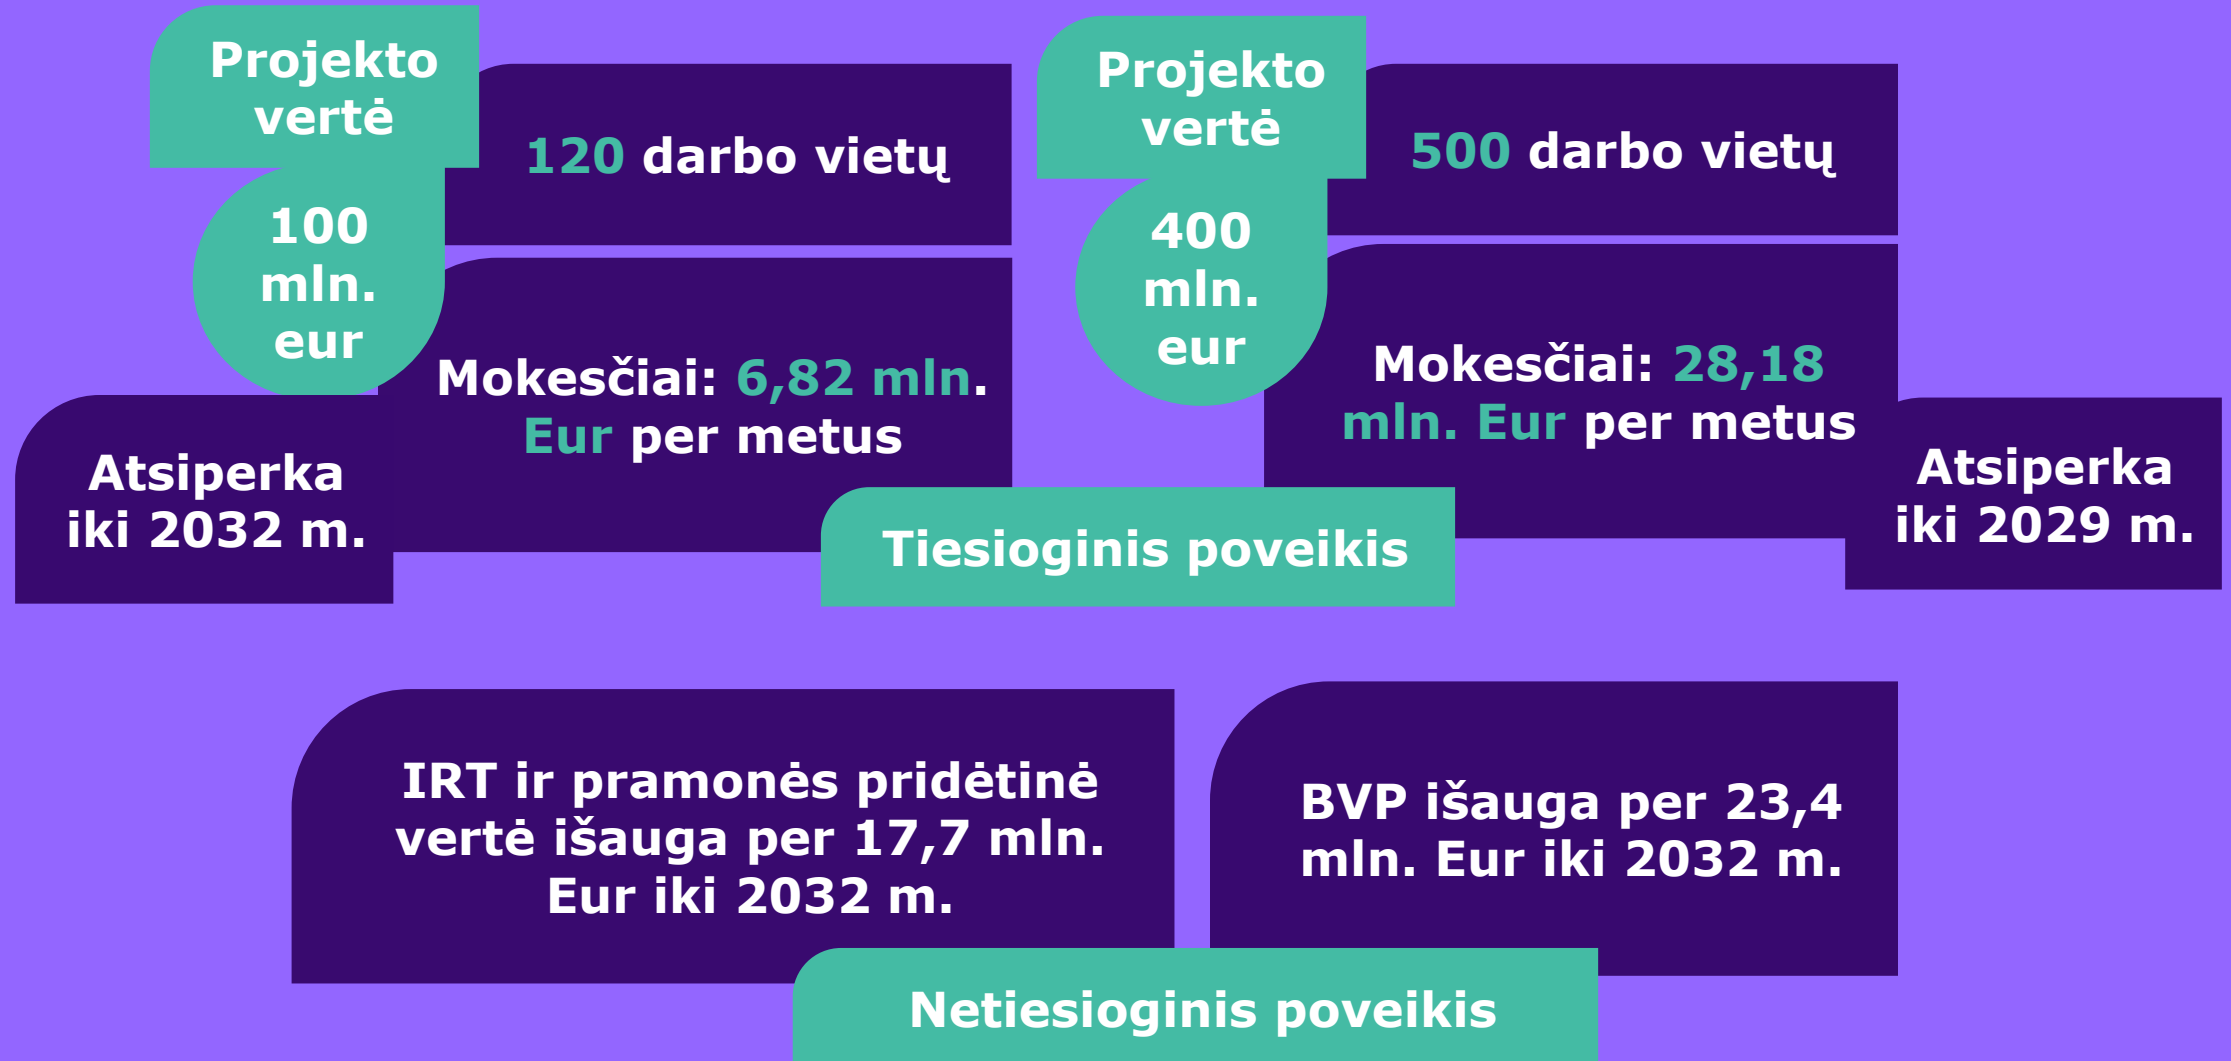 Projekto
vertė
100
mln.
eur
120 darbo vietų
Mokesčiai: 6,82 mln.
Eur per metus
Atsiperka
iki 2032 m.
Projekto
vertė
400
mln.
eur
500 darbo vietų
Mokesčiai: 28,18
mln. Eur per metus
Atsiperka
iki 2029 m.
Tiesioginis poveikis
IRT ir pramonės pridėtinė
vertė išauga per 17,7 mln.
Eur iki 2032 m.
BVP išauga per 23,4
mln. Eur iki 2032 m.
Netiesioginis poveikis